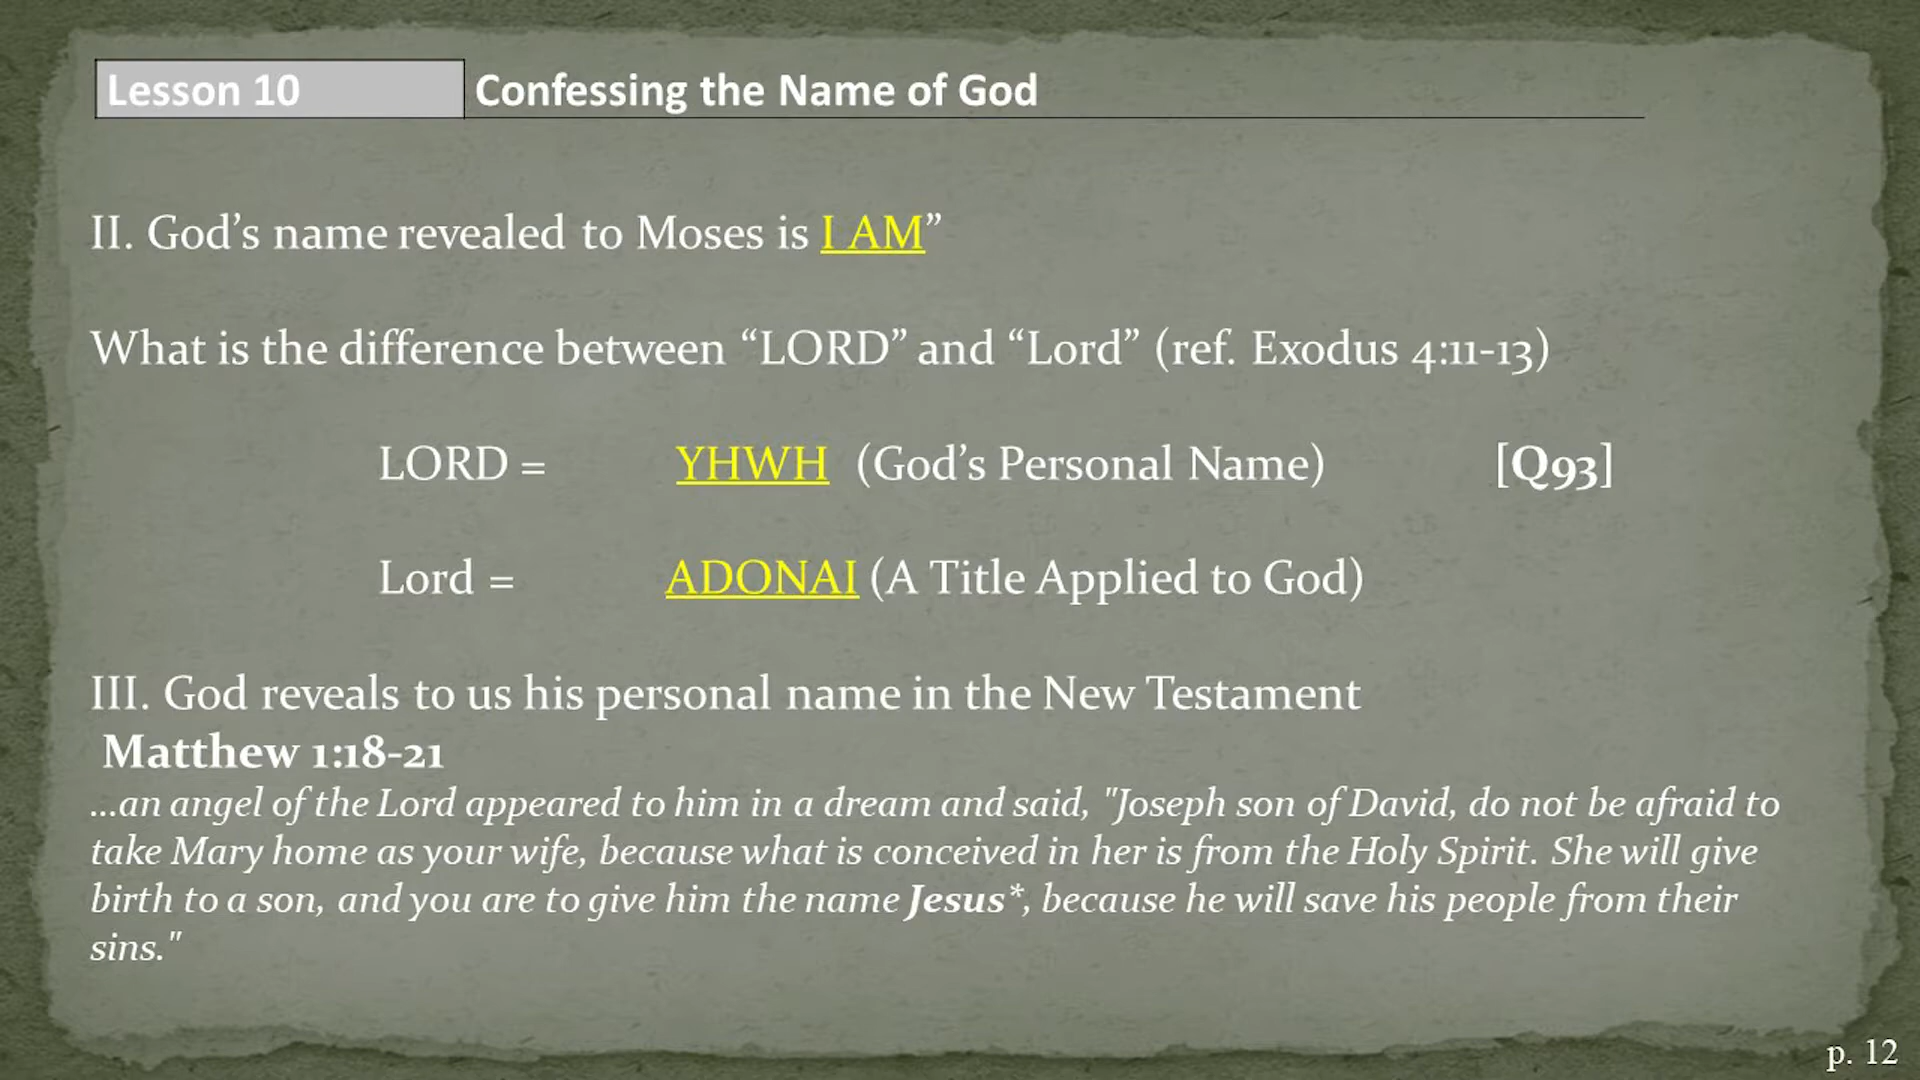 Lesson 10 Confessing the Name of God
II. God’s name revealed to Moses is I AM”
What is the difference between “LORD” and “Lord” (ref. Exodus 4:11-13)
LORD = YHWH (God’s Personal Name) [Q93]
Lord = ADONAI (A Title Applied to God)
III. God reveals to us his personal name in the New Testament
Matthew 1:18-21
...an angel of the Lord appeared to him in a dream and said, "Joseph son of David, do not be afraid to
take Mary home as your wife, because what is conceived in her is from the Holy Spirit. She will give
birth to a son, and you are to give him the name Jesus*, because he will save his people from their
sins."
p. 12